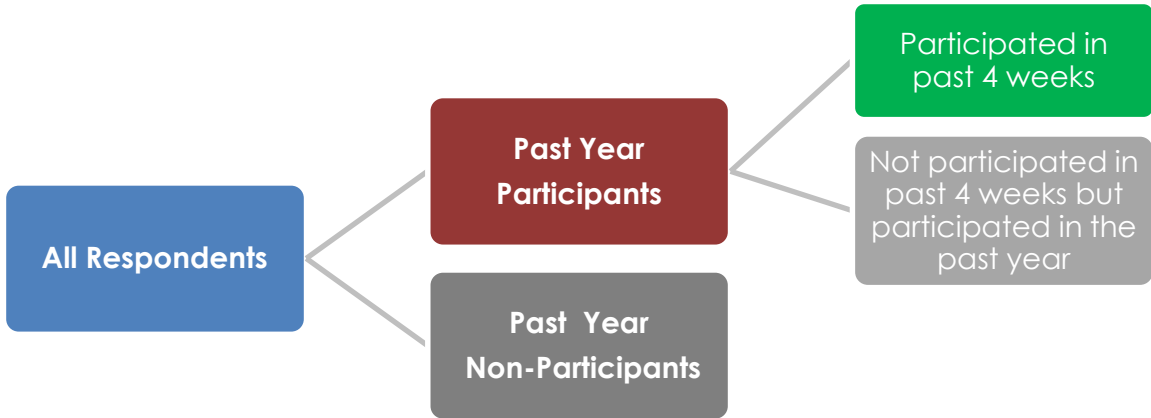 All Respondents
Past Year
Participants
Past Year
Non-Participants
Participated in
past 4 weeks
Not participated in
past 4 weeks but
participated in the
past year